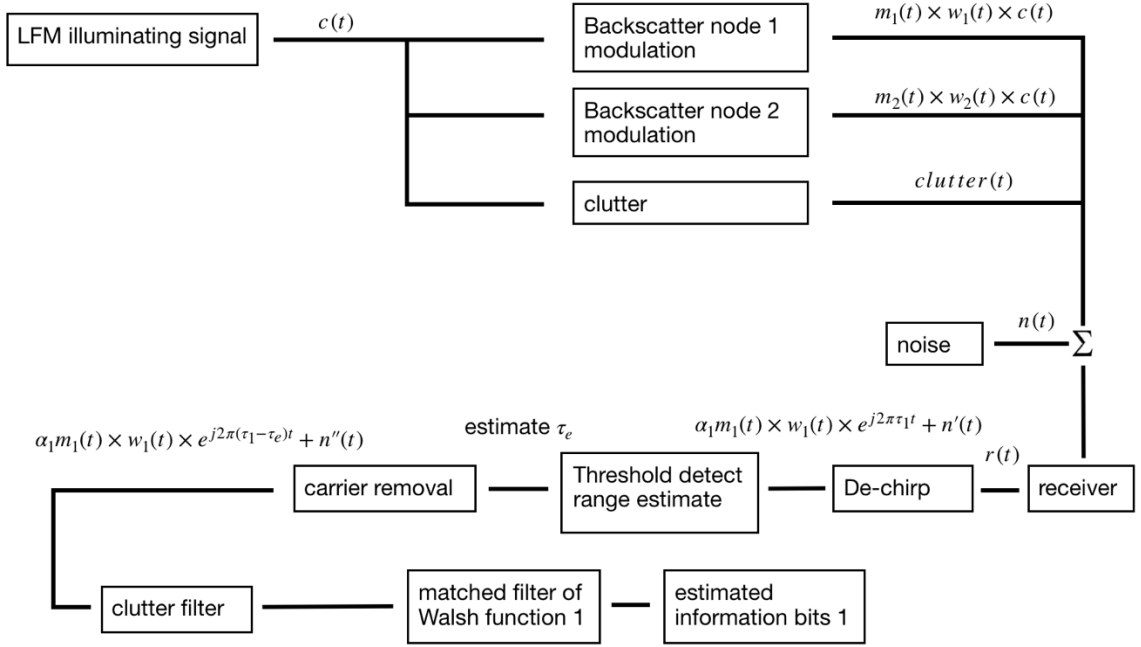 LFM illuminating signal
c(t)
Backscatter node 1
modulation
m₁(t) × w₁(t) × c(t)
Backscatter node 2
modulation
m₂(t) × w₂(t) × c(t)
clutter
clutter(t)
noise
n(t)
Σ
α₁m₁(t) × w₁(t) × e^{j2π(τ₁−τₑ)t} + n′′(t)
estimate τₑ
α₁m₁(t) × w₁(t) × e^{j2πτ₁t} + n′(t)
r(t)
carrier removal
Threshold detect
range estimate
De-chirp
receiver
clutter filter
matched filter of
Walsh function 1
estimated
information bits 1